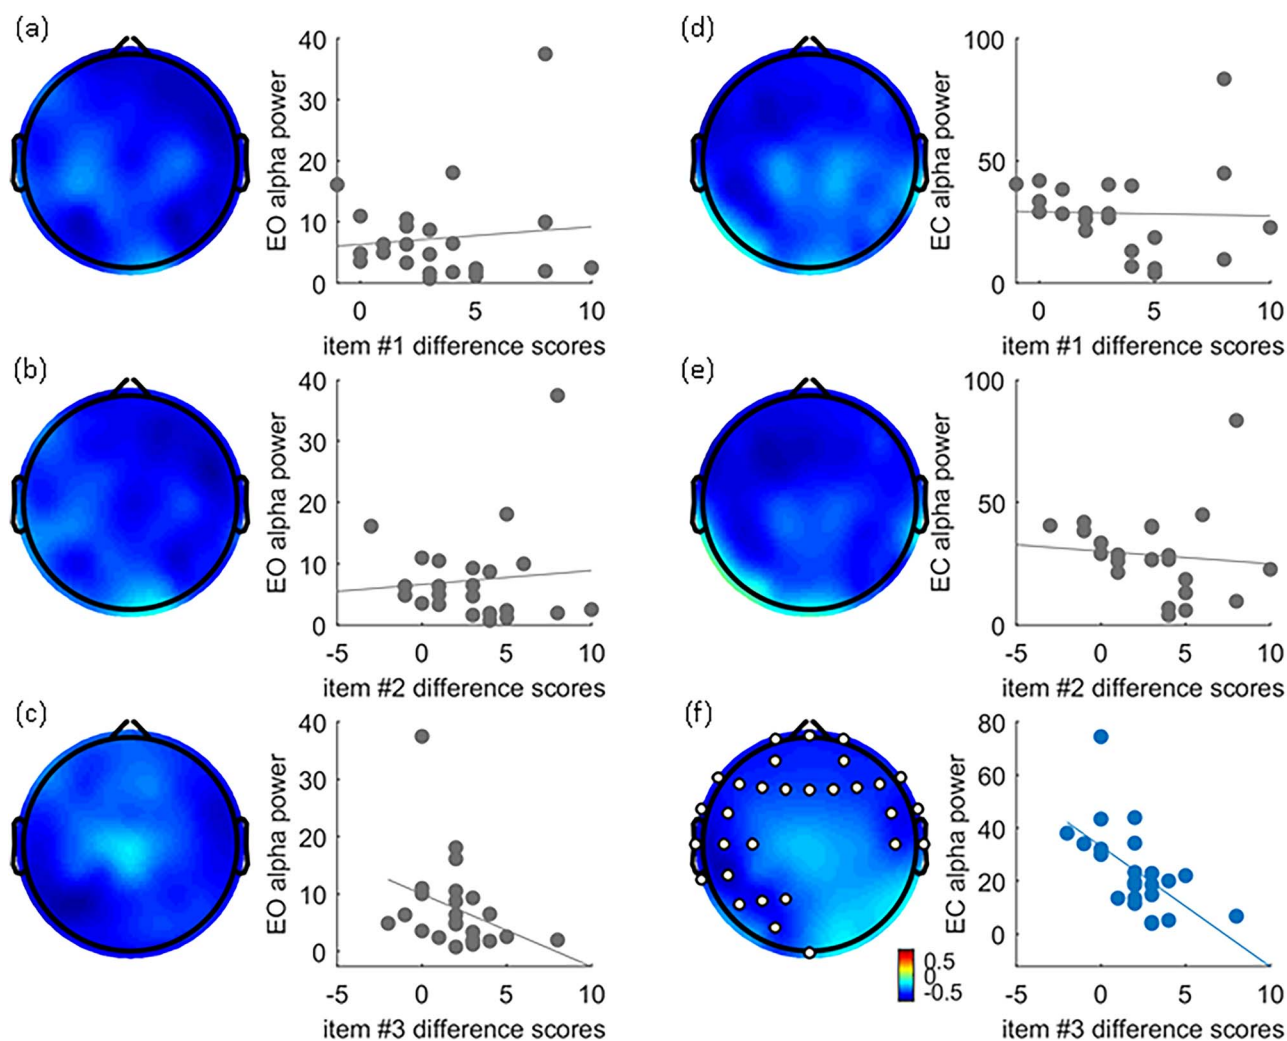 (a)
40
30
20
10
0
EO alpha power
0 5 10
item #1 difference scores
(d)
100
50
0
EC alpha power
0 5 10
item #1 difference scores
(b)
40
30
20
10
0
EO alpha power
-5 0 5 10
item #2 difference scores
(e)
100
50
0
EC alpha power
-5 0 5 10
item #2 difference scores
(c)
40
30
20
10
0
EO alpha power
-5 0 5 10
item #3 difference scores
(f)
0.5
0
-0.5
80
60
40
20
0
EC alpha power
-5 0 5 10
item #3 difference scores